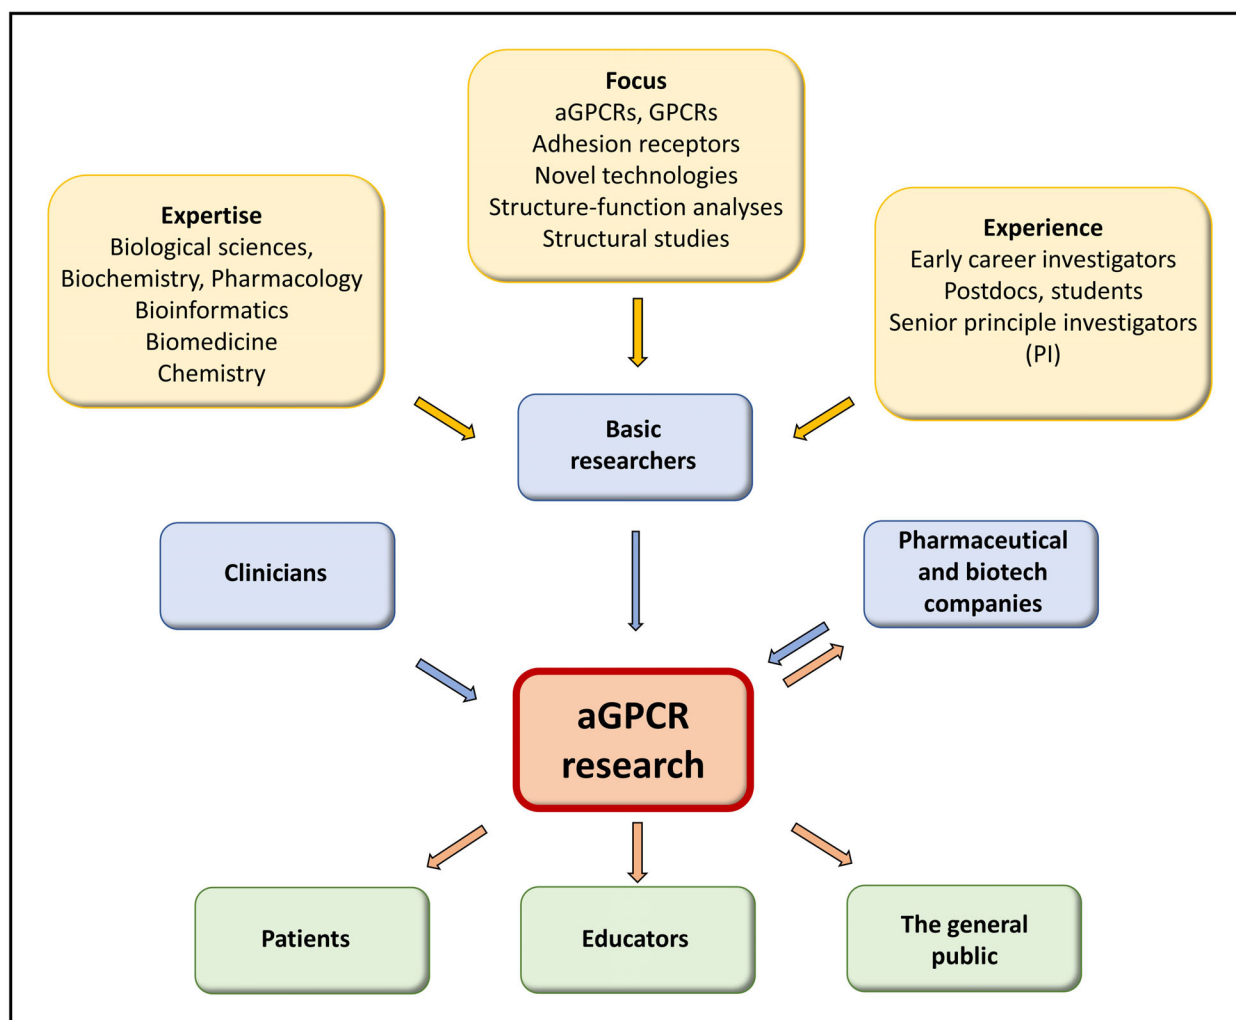 Focus
aGPCRs, GPCRs
Adhesion receptors
Novel technologies
Structure-function analyses
Structural studies
Expertise
Biological sciences,
Biochemistry, Pharmacology
Bioinformatics
Biomedicine
Chemistry
Experience
Early career investigators
Postdocs, students
Senior principle investigators
(PI)
Basic
researchers
Clinicians
Pharmaceutical
and biotech
companies
aGPCR
research
Patients
Educators
The general
public